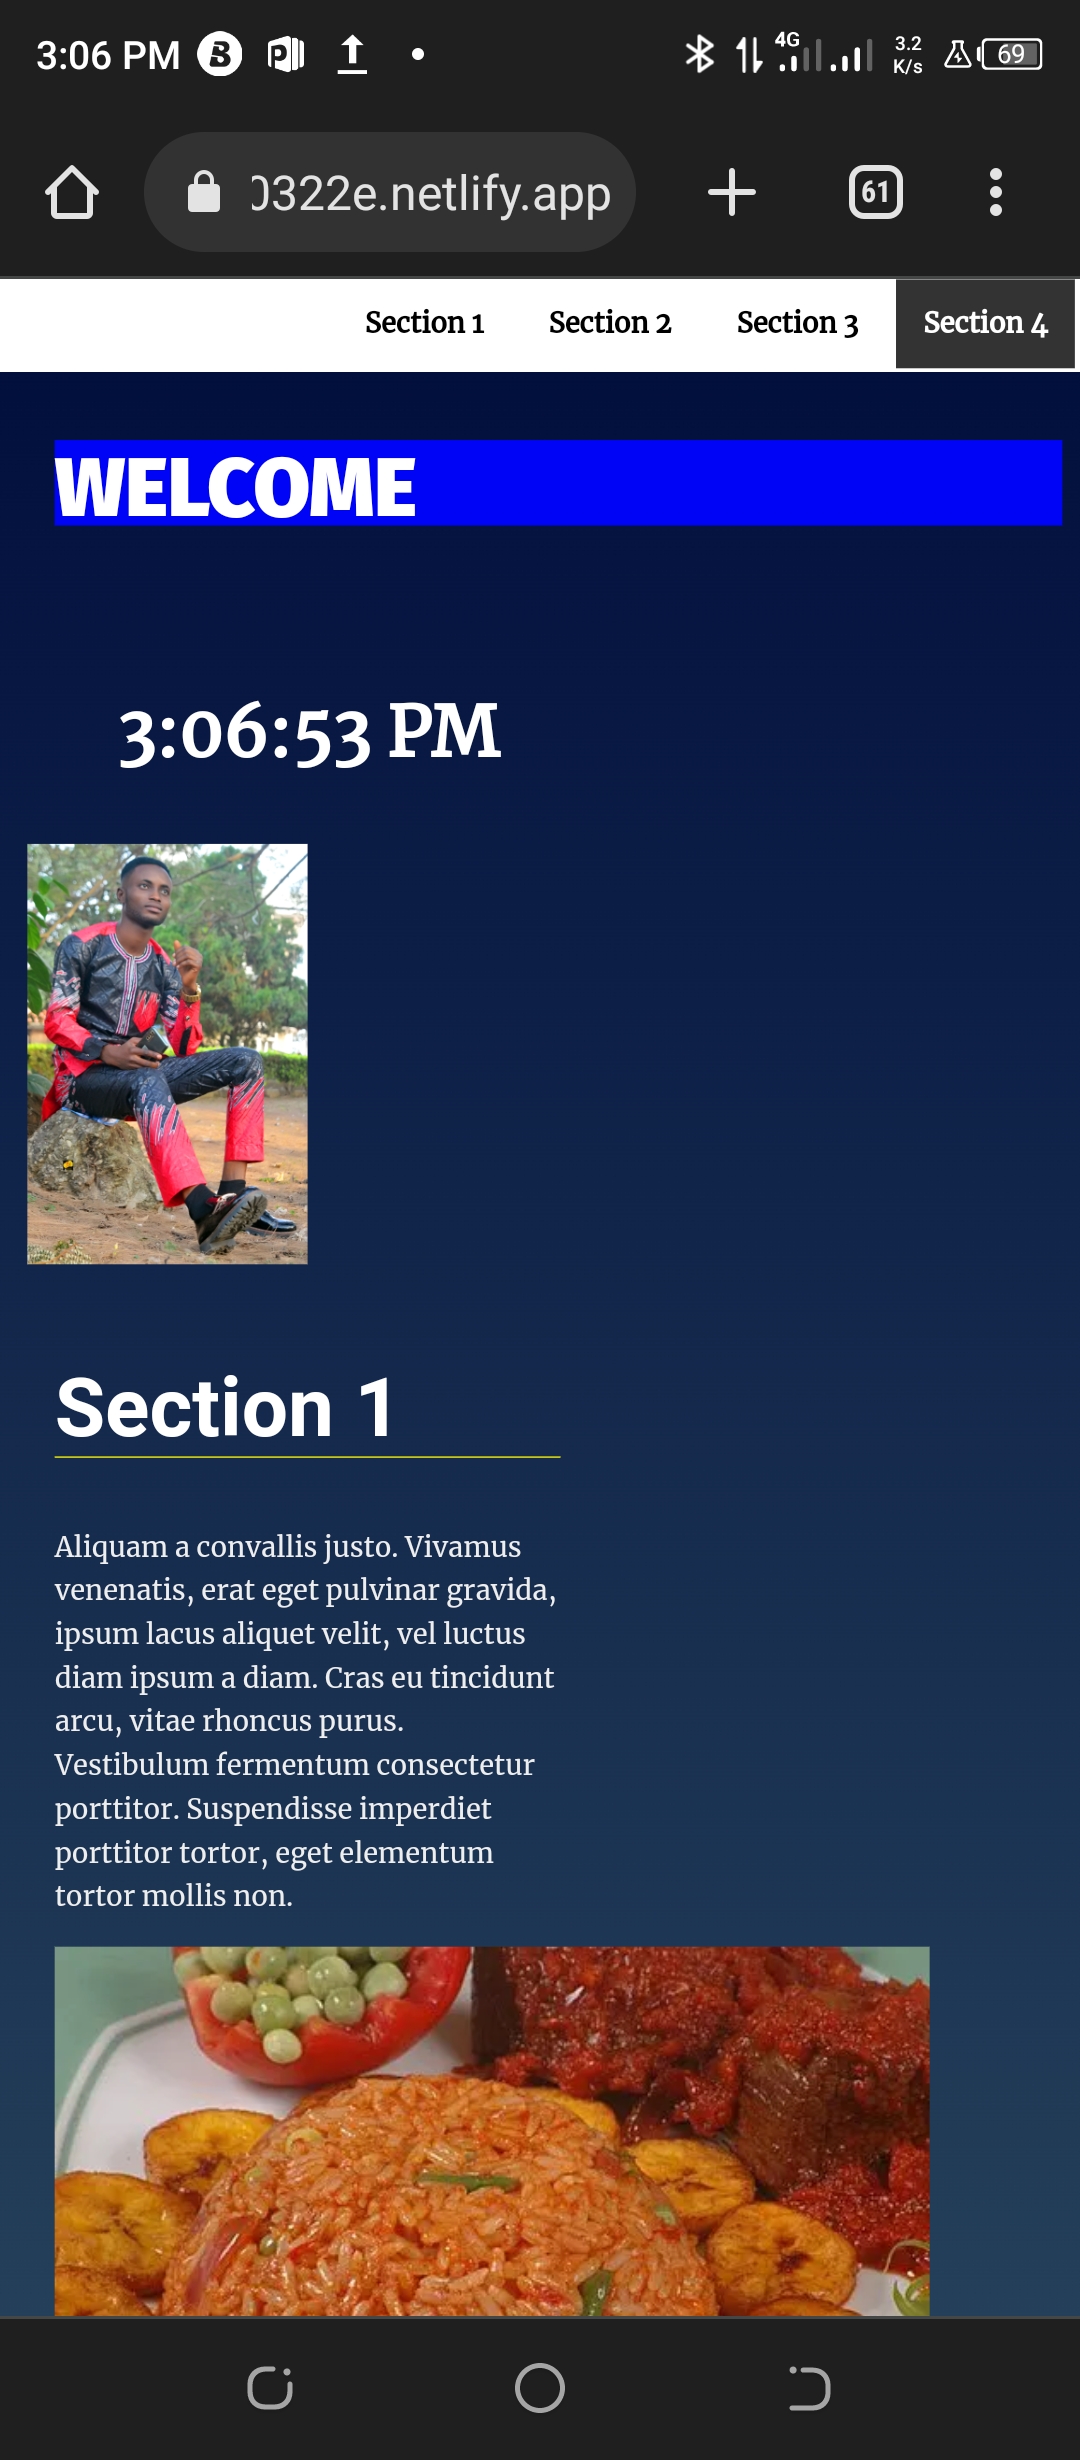 3:06 PM
4G
3.2
K/s
69
0322e.netlify.app
61
Section 1 Section 2 Section 3 Section 4
WELCOME
3:06:53 PM
Section 1
Aliquam a convallis justo. Vivamus
venenatis, erat eget pulvinar gravida,
ipsum lacus aliquet velit, vel luctus
diam ipsum a diam. Cras eu tincidunt
arcu, vitae rhoncus purus.
Vestibulum fermentum consectetur
porttitor. Suspendisse imperdiet
porttitor tortor, eget elementum
tortor mollis non.